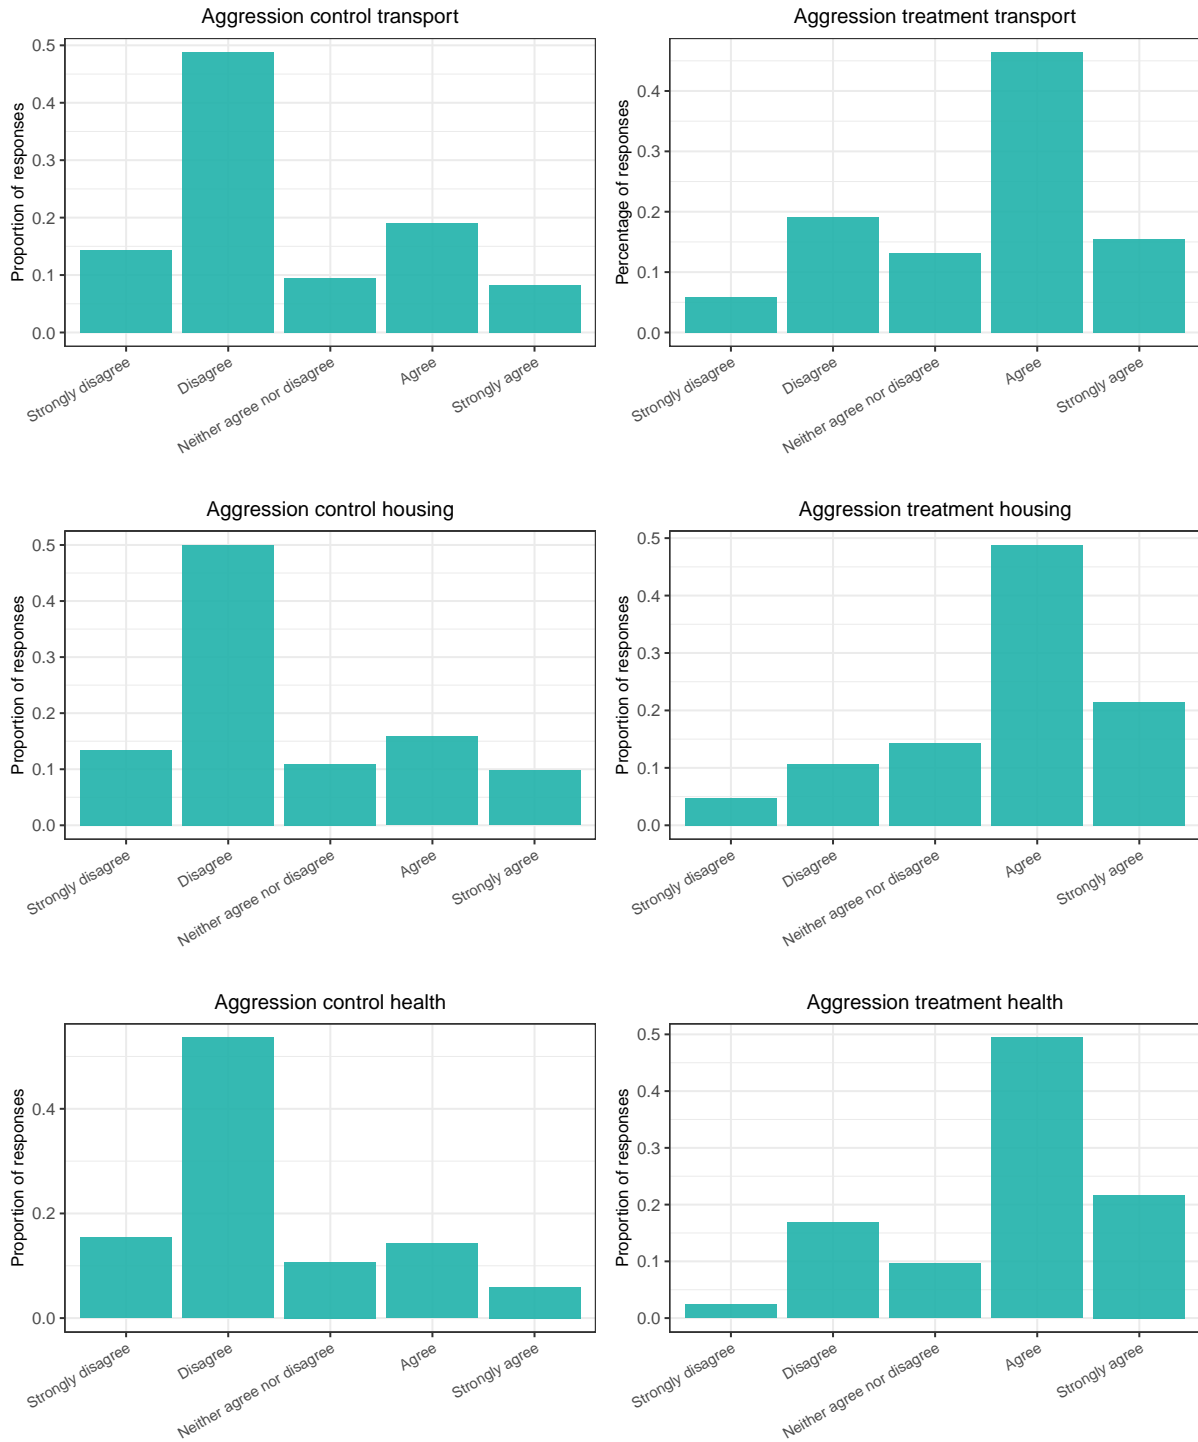 Aggression control transport
Proportion of responses
0.5
0.4
0.3
0.2
0.1
0.0
Strongly disagree
Disagree
Neither agree nor disagree
Agree
Strongly agree
Aggression treatment transport
Percentage of responses
0.4
0.3
0.2
0.1
0.0
Strongly disagree
Disagree
Neither agree nor disagree
Agree
Strongly agree
Aggression control housing
Proportion of responses
0.5
0.4
0.3
0.2
0.1
0.0
Strongly disagree
Disagree
Neither agree nor disagree
Agree
Strongly agree
Aggression treatment housing
Proportion of responses
0.5
0.4
0.3
0.2
0.1
0.0
Strongly disagree
Disagree
Neither agree nor disagree
Agree
Strongly agree
Aggression control health
Proportion of responses
0.4
0.2
0.0
Strongly disagree
Disagree
Neither agree nor disagree
Agree
Strongly agree
Aggression treatment health
Proportion of responses
0.5
0.4
0.3
0.2
0.1
0.0
Strongly disagree
Disagree
Neither agree nor disagree
Agree
Strongly agree